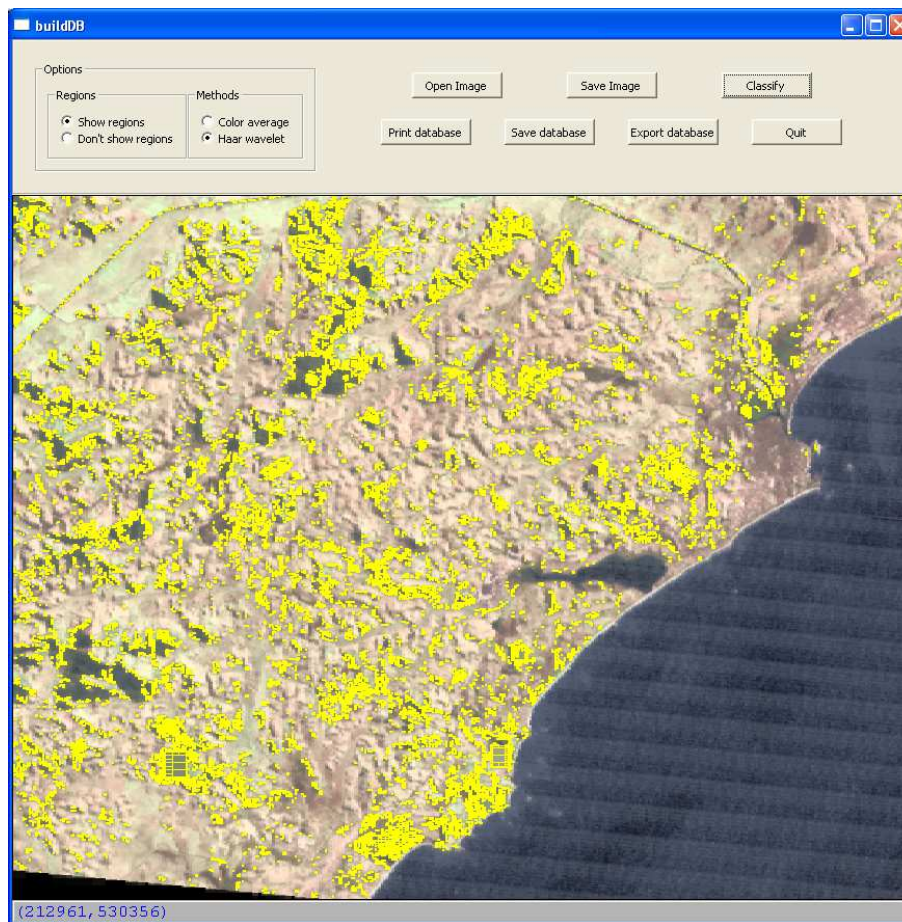 buildDB
Options
Regions
Show regions
Don't show regions
Methods
Color average
Haar wavelet
Open Image
Save Image
Classify
Print database
Save database
Export database
Quit
(212961,530356)